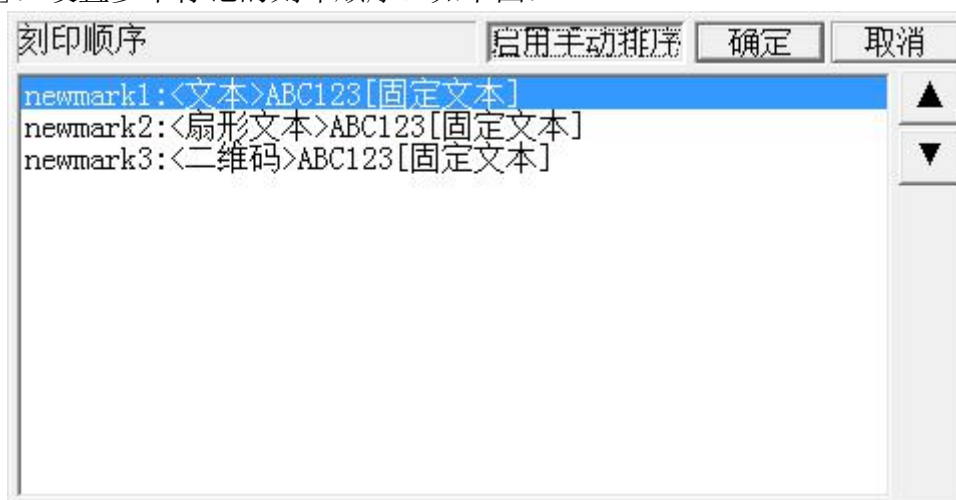 刻印顺序 启用手动排序 确定 取消
newmark1:<文本>ABC123[固定文本]
newmark2:<扇形文本>ABC123[固定文本]
newmark3:<二维码>ABC123[固定文本]